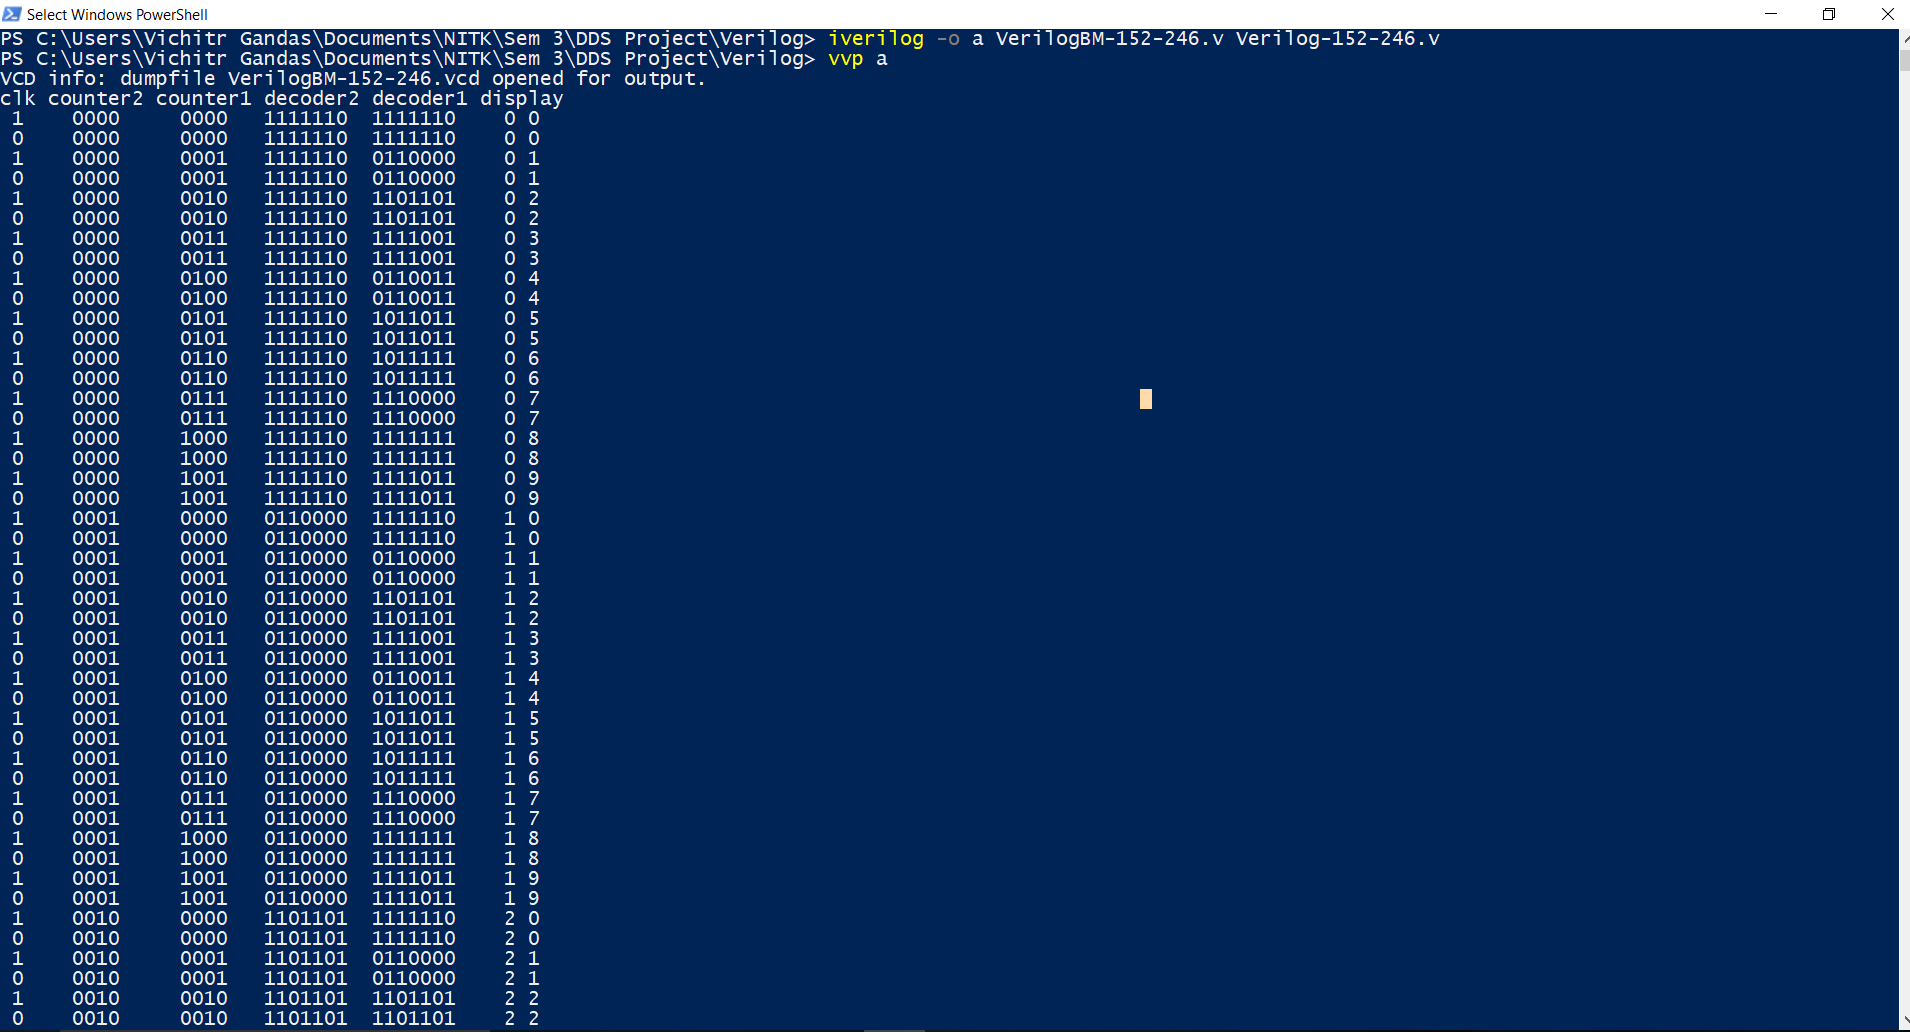 Select Windows PowerShell
PS C:\Users\Vichitr Gandas\Documents\NITK\Sem 3\DDS Project\Verilog> iverilog -o a VerilogBM-152-246.v Verilog-152-246.v
PS C:\Users\Vichitr Gandas\Documents\NITK\Sem 3\DDS Project\Verilog> vvp a
VCD info: dumpfile VerilogBM-152-246.vcd opened for output.
clk counter2 counter1 decoder2 decoder1 display
1 0000 0000 1111110 1111110 0 0
0 0000 0000 1111110 1111110 0 0
1 0000 0001 1111110 0110000 0 1
0 0000 0001 1111110 0110000 0 1
1 0000 0010 1111110 1101101 0 2
0 0000 0010 1111110 1101101 0 2
1 0000 0011 1111110 1111001 0 3
0 0000 0011 1111110 1111001 0 3
1 0000 0100 1111110 0110011 0 4
0 0000 0100 1111110 0110011 0 4
1 0000 0101 1111110 1011011 0 5
0 0000 0101 1111110 1011011 0 5
1 0000 0110 1111110 1011111 0 6
0 0000 0110 1111110 1011111 0 6
1 0000 0111 1111110 1110000 0 7
0 0000 0111 1111110 1110000 0 7
1 0000 1000 1111110 1111111 0 8
0 0000 1000 1111110 1111111 0 8
1 0000 1001 1111110 1111011 0 9
0 0000 1001 1111110 1111011 0 9
1 0001 0000 0110000 1111110 1 0
0 0001 0000 0110000 1111110 1 0
1 0001 0001 0110000 0110000 1 1
0 0001 0001 0110000 0110000 1 1
1 0001 0010 0110000 1101101 1 2
0 0001 0010 0110000 1101101 1 2
1 0001 0011 0110000 1111001 1 3
0 0001 0011 0110000 1111001 1 3
1 0001 0100 0110000 0110011 1 4
0 0001 0100 0110000 0110011 1 4
1 0001 0101 0110000 1011011 1 5
0 0001 0101 0110000 1011011 1 5
1 0001 0110 0110000 1011111 1 6
0 0001 0110 0110000 1011111 1 6
1 0001 0111 0110000 1110000 1 7
0 0001 0111 0110000 1110000 1 7
1 0001 1000 0110000 1111111 1 8
0 0001 1000 0110000 1111111 1 8
1 0001 1001 0110000 1111011 1 9
0 0001 1001 0110000 1111011 1 9
1 0010 0000 1101101 1111110 2 0
0 0010 0000 1101101 1111110 2 0
1 0010 0001 1101101 0110000 2 1
0 0010 0001 1101101 0110000 2 1
1 0010 0010 1101101 1101101 2 2
0 0010 0010 1101101 1101101 2 2